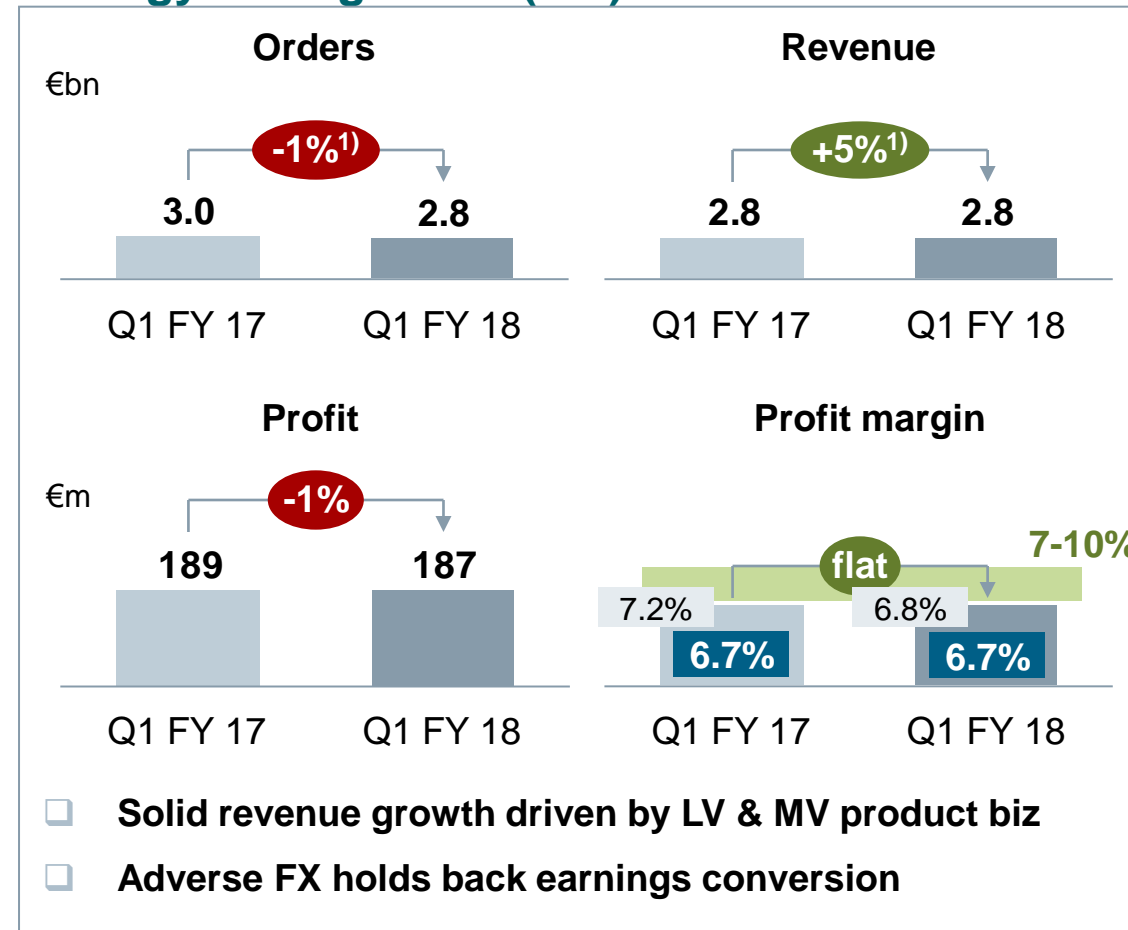 Orders
Revenue
€bn
-1%1)
+5%1)
3.0
2.8
2.8
2.8
Q1 FY 17
Q1 FY 18
Q1 FY 17
Q1 FY 18
Profit
Profit margin
€m
-1%
flat
7-10%
189
187
7.2%
6.8%
6.7%
6.7%
Q1 FY 17
Q1 FY 18
Q1 FY 17
Q1 FY 18
Solid revenue growth driven by LV & MV product biz
Adverse FX holds back earnings conversion